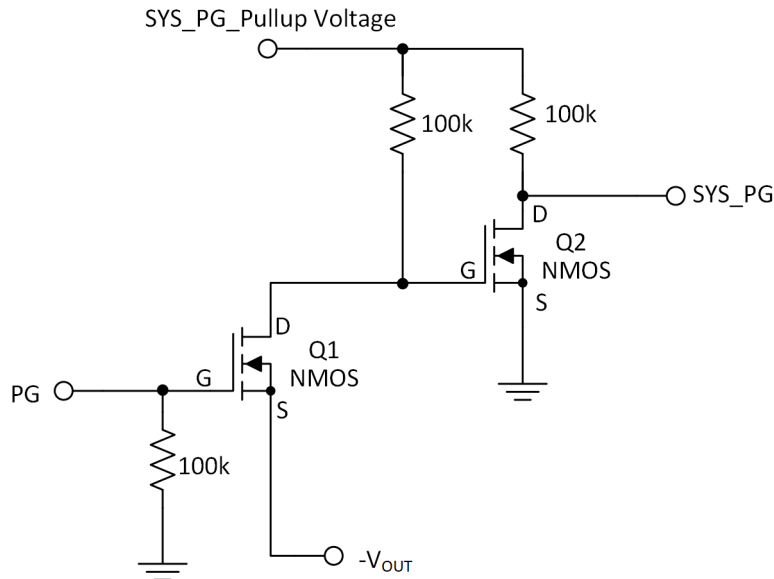 SYS_PG_Pullup Voltage
100k
100k
SYS_PG
D
Q2
NMOS
G
S
D
Q1
NMOS
G
PG
S
100k
-VOUT